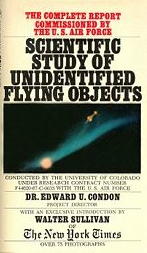 THE COMPLETE REPORT
COMMISSIONED BY
THE U. S. AIR FORCE
SCIENTIFIC
STUDY OF
UNIDENTIFIED
FLYING OBJECTS
CONDUCTED BY THE UNIVERSITY OF COLORADO
UNDER RESEARCH CONTRACT NUMBER
F44620-67-C-0035 WITH THE U. S. AIR FORCE
DR. EDWARD U. CONDON
PROJECT DIRECTOR
WITH AN EXCLUSIVE INTRODUCTION BY
WALTER SULLIVAN
OF The New York Times
OVER 75 PHOTOGRAPHS